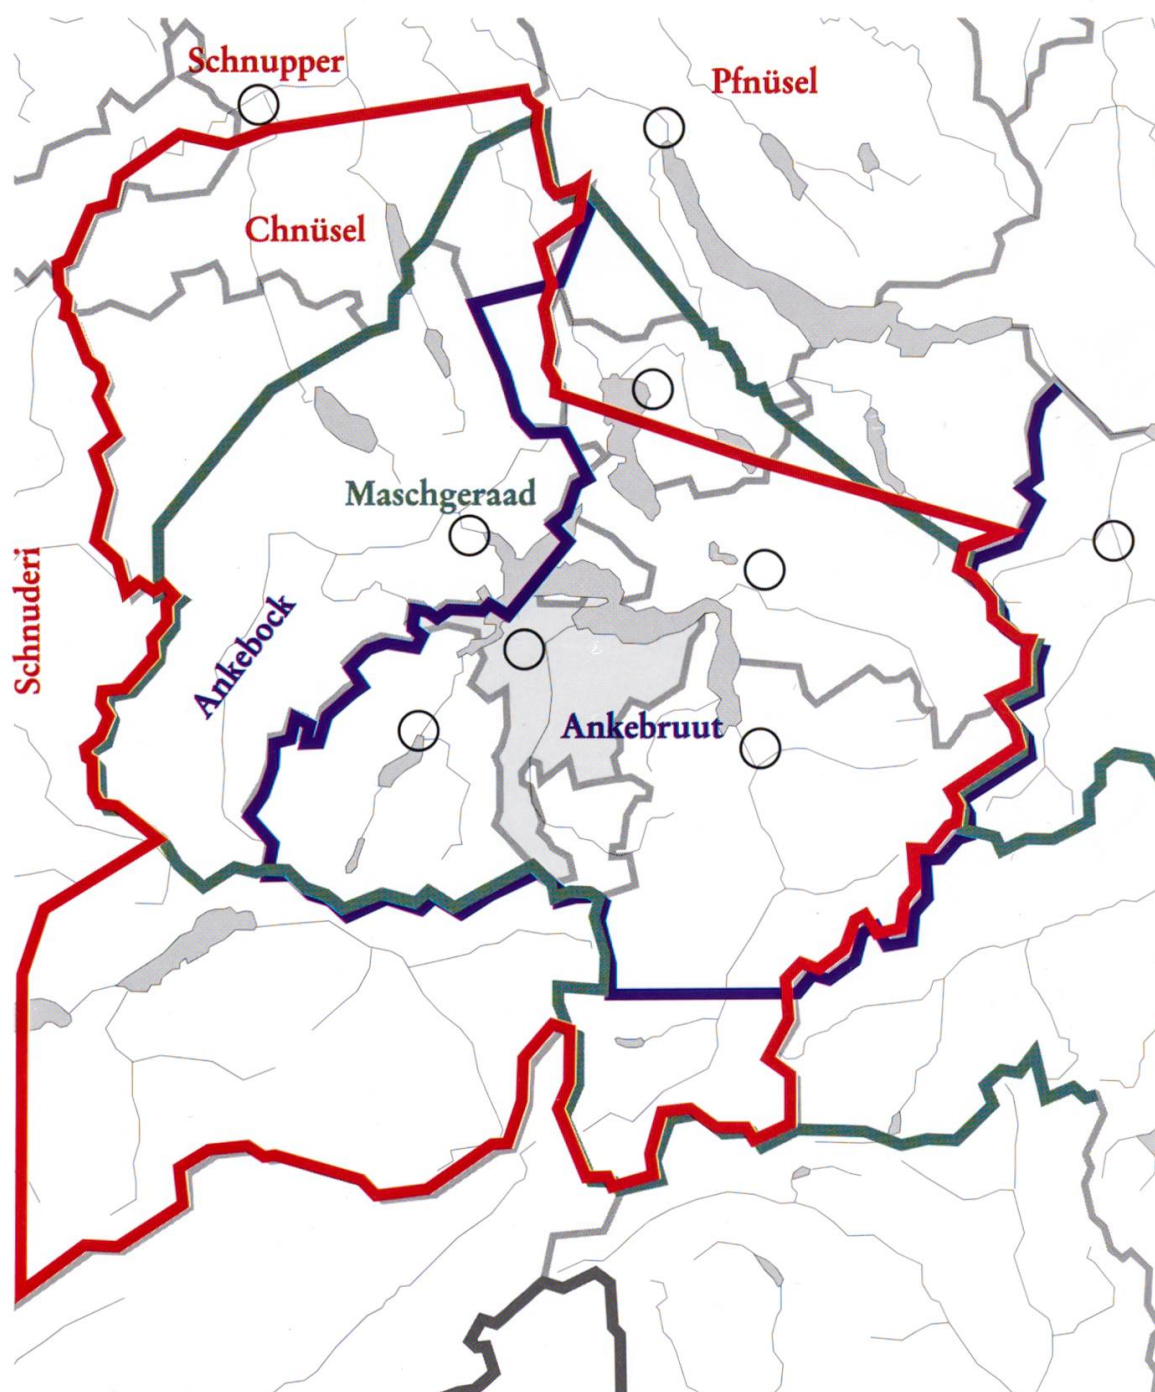 Schnupper
Pfnüsel
Chnüsel
Maschgeraad
Schnuderi
Ankebock
Ankebruut